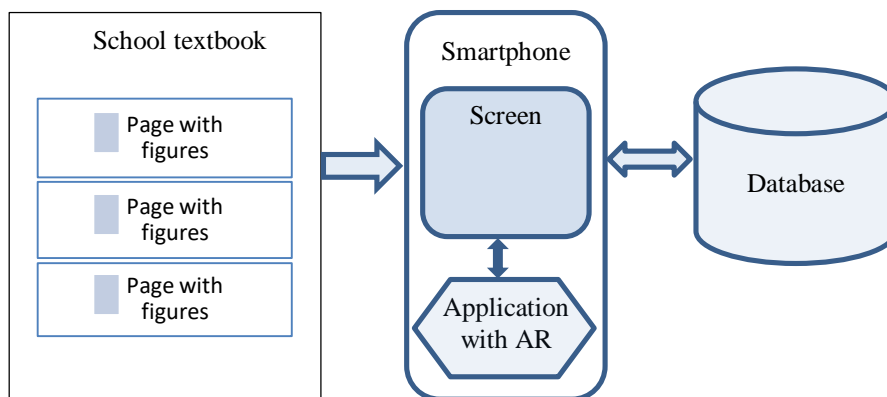 School textbook
Page with
figures
Page with
figures
Page with
figures
Smartphone
Screen
Application
with AR
Database